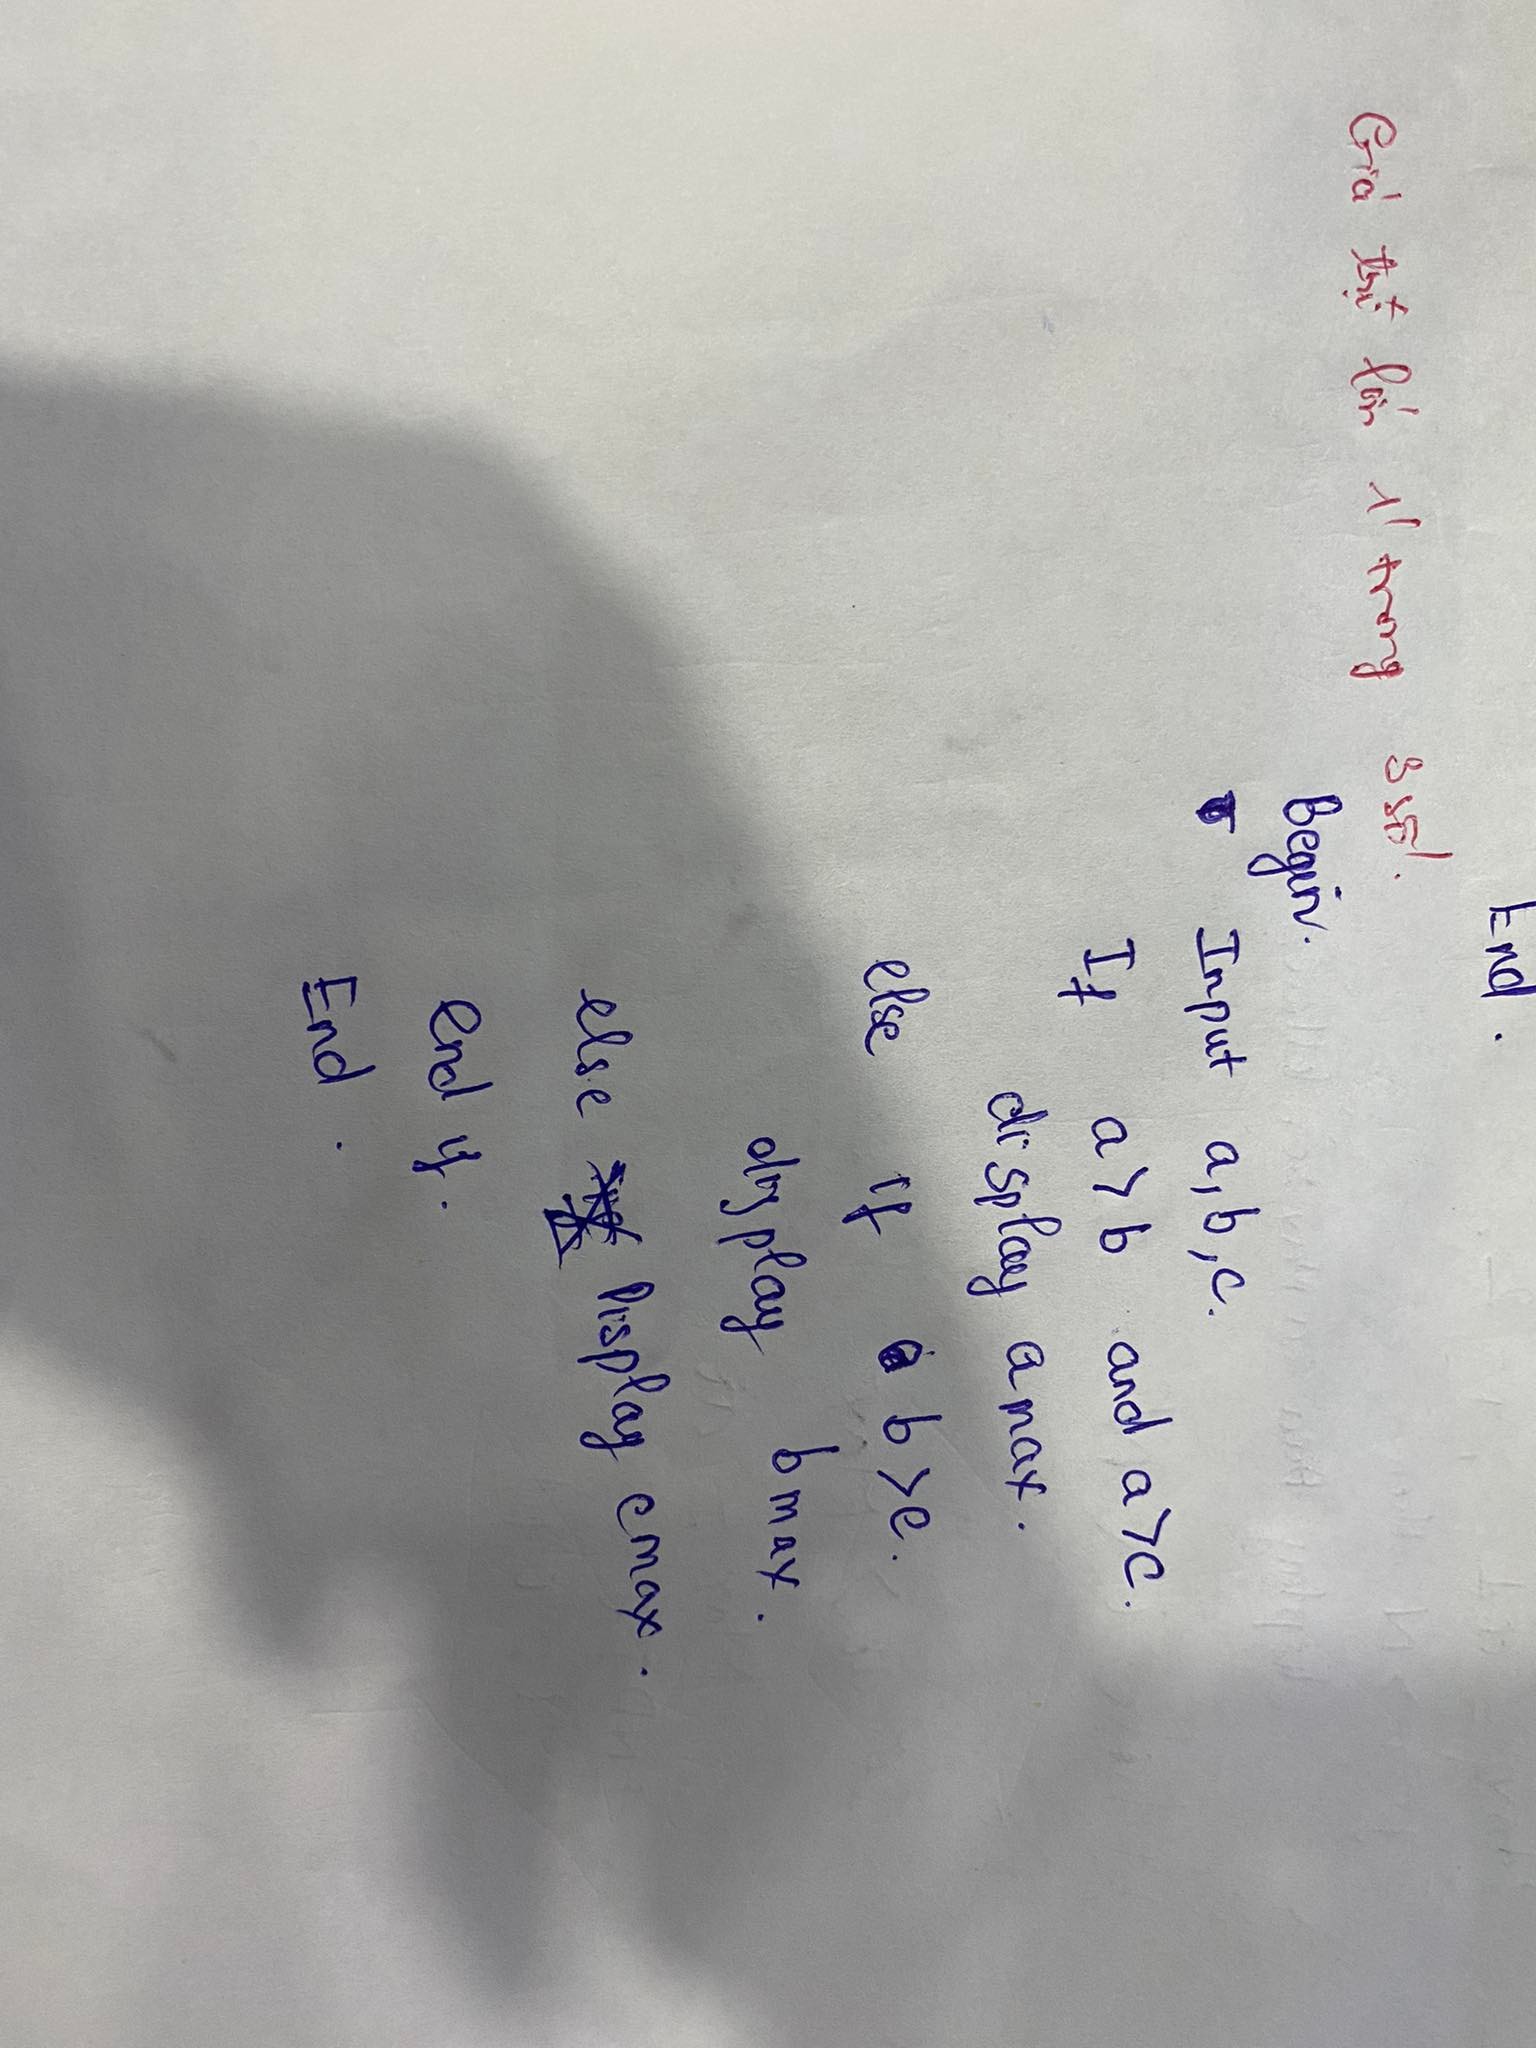 End.
Giá trị lớn 1' trong 3 số'.
Begin.
Input a, b, c.
If a > b and a > c.
display a max.
else if b > c.
display b max.
else Display c max.
end if.
End.